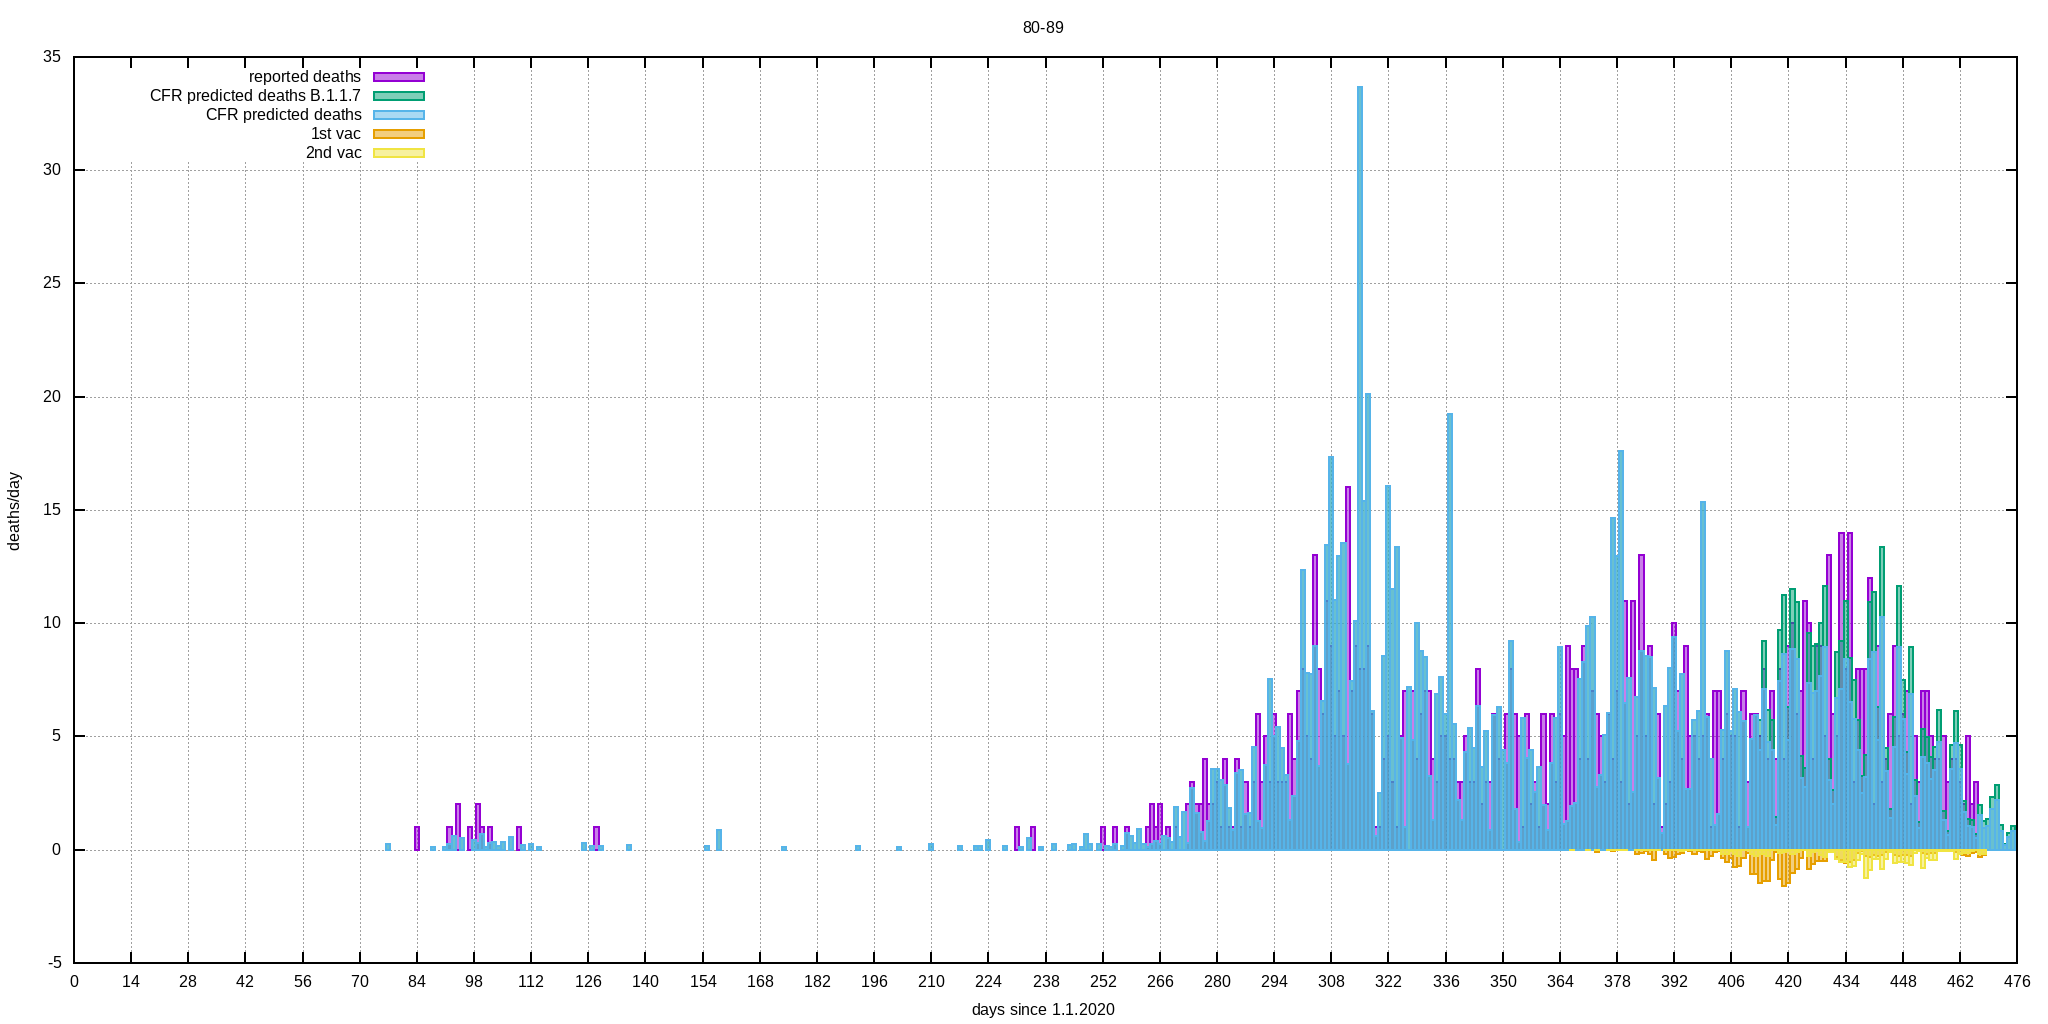 80-89
reported deaths
CFR predicted deaths B.1.1.7
CFR predicted deaths
1st vac
2nd vac
35
30
25
20
15
10
5
0
-5
deaths/day
0 14 28 42 56 70 84 98 112 126 140 154 168 182 196 210 224 238 252 266 280 294 308 322 336 350 364 378 392 406 420 434 448 462 476
days since 1.1.2020